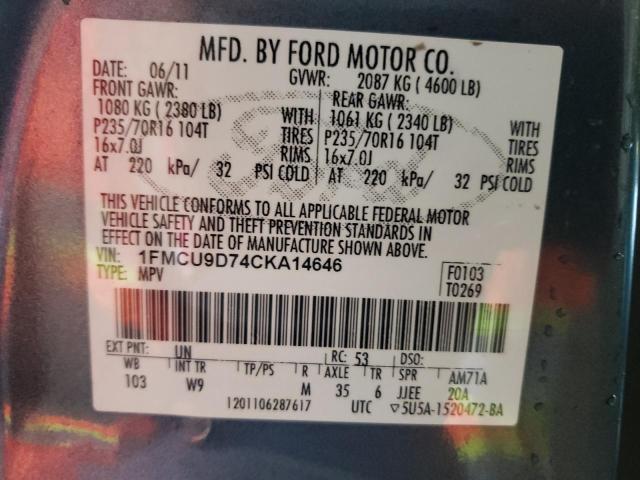 MFD. BY FORD MOTOR CO.
DATE: 06/11 GVWR: 2087 KG ( 4600 LB)
FRONT GAWR: REAR GAWR:
1080 KG ( 2380 LB) WITH 1061 KG ( 2340 LB) WITH
P235/70R16 104T TIRES P235/70R16 104T TIRES
16x7.0J RIMS 16x7.0J RIMS
AT 220 kPa/ 32 PSI COLD AT 220 kPa/ 32 PSI COLD
THIS VEHICLE CONFORMS TO ALL APPLICABLE FEDERAL MOTOR
VEHICLE SAFETY AND THEFT PREVENTION STANDARDS IN
EFFECT ON THE DATE OF MANUFACTURE SHOWN ABOVE.
VIN: 1FMCU9D74CKA14646 F0103
TYPE: MPV T0269
EXT PNT: UN RC: 53 DSO:
WB INT TR TP/PS R AXLE TR SPR AM71A
103 W9 M 35 6 JJEE 20A
1201106287617 UTC ▽5U5A-1520472-BA